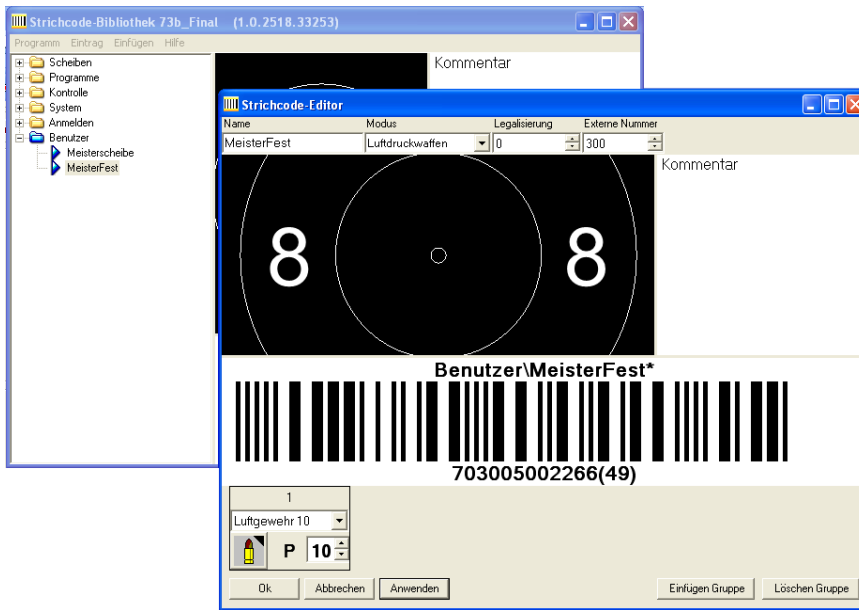 Strichcode-Bibliothek 73b_Final (1.0.2518.33253)
Programm Eintrag Einfügen Hilfe
Scheiben
Programme
Kontrolle
System
Anmelden
Benutzer
Meisterscheibe
MeisterFest
Kommentar
Strichcode-Editor
Name Modus Legalisierung Externe Nummer
MeisterFest Luftdruckwaffen 0 300
Kommentar
8 8
Benutzer\MeisterFest*
703005002266(49)
1
Luftgewehr 10
P 10
Ok Abbrechen Anwenden Einfügen Gruppe Löschen Gruppe